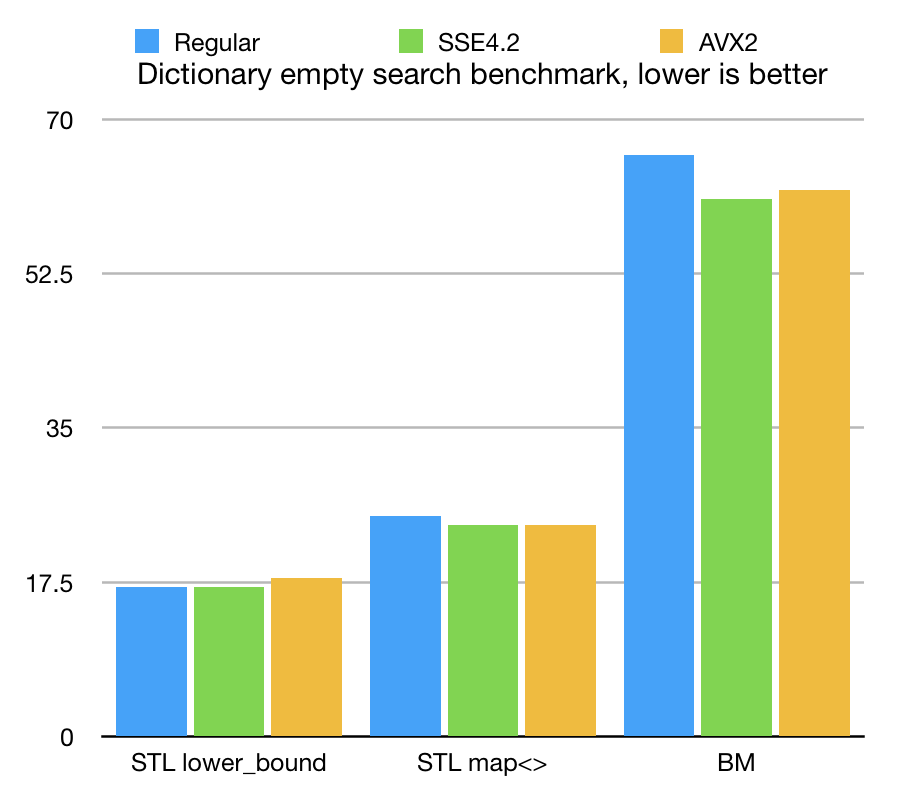 Regular SSE4.2 AVX2
Dictionary empty search benchmark, lower is better
70
52.5
35
17.5
0
STL lower_bound STL map<> BM